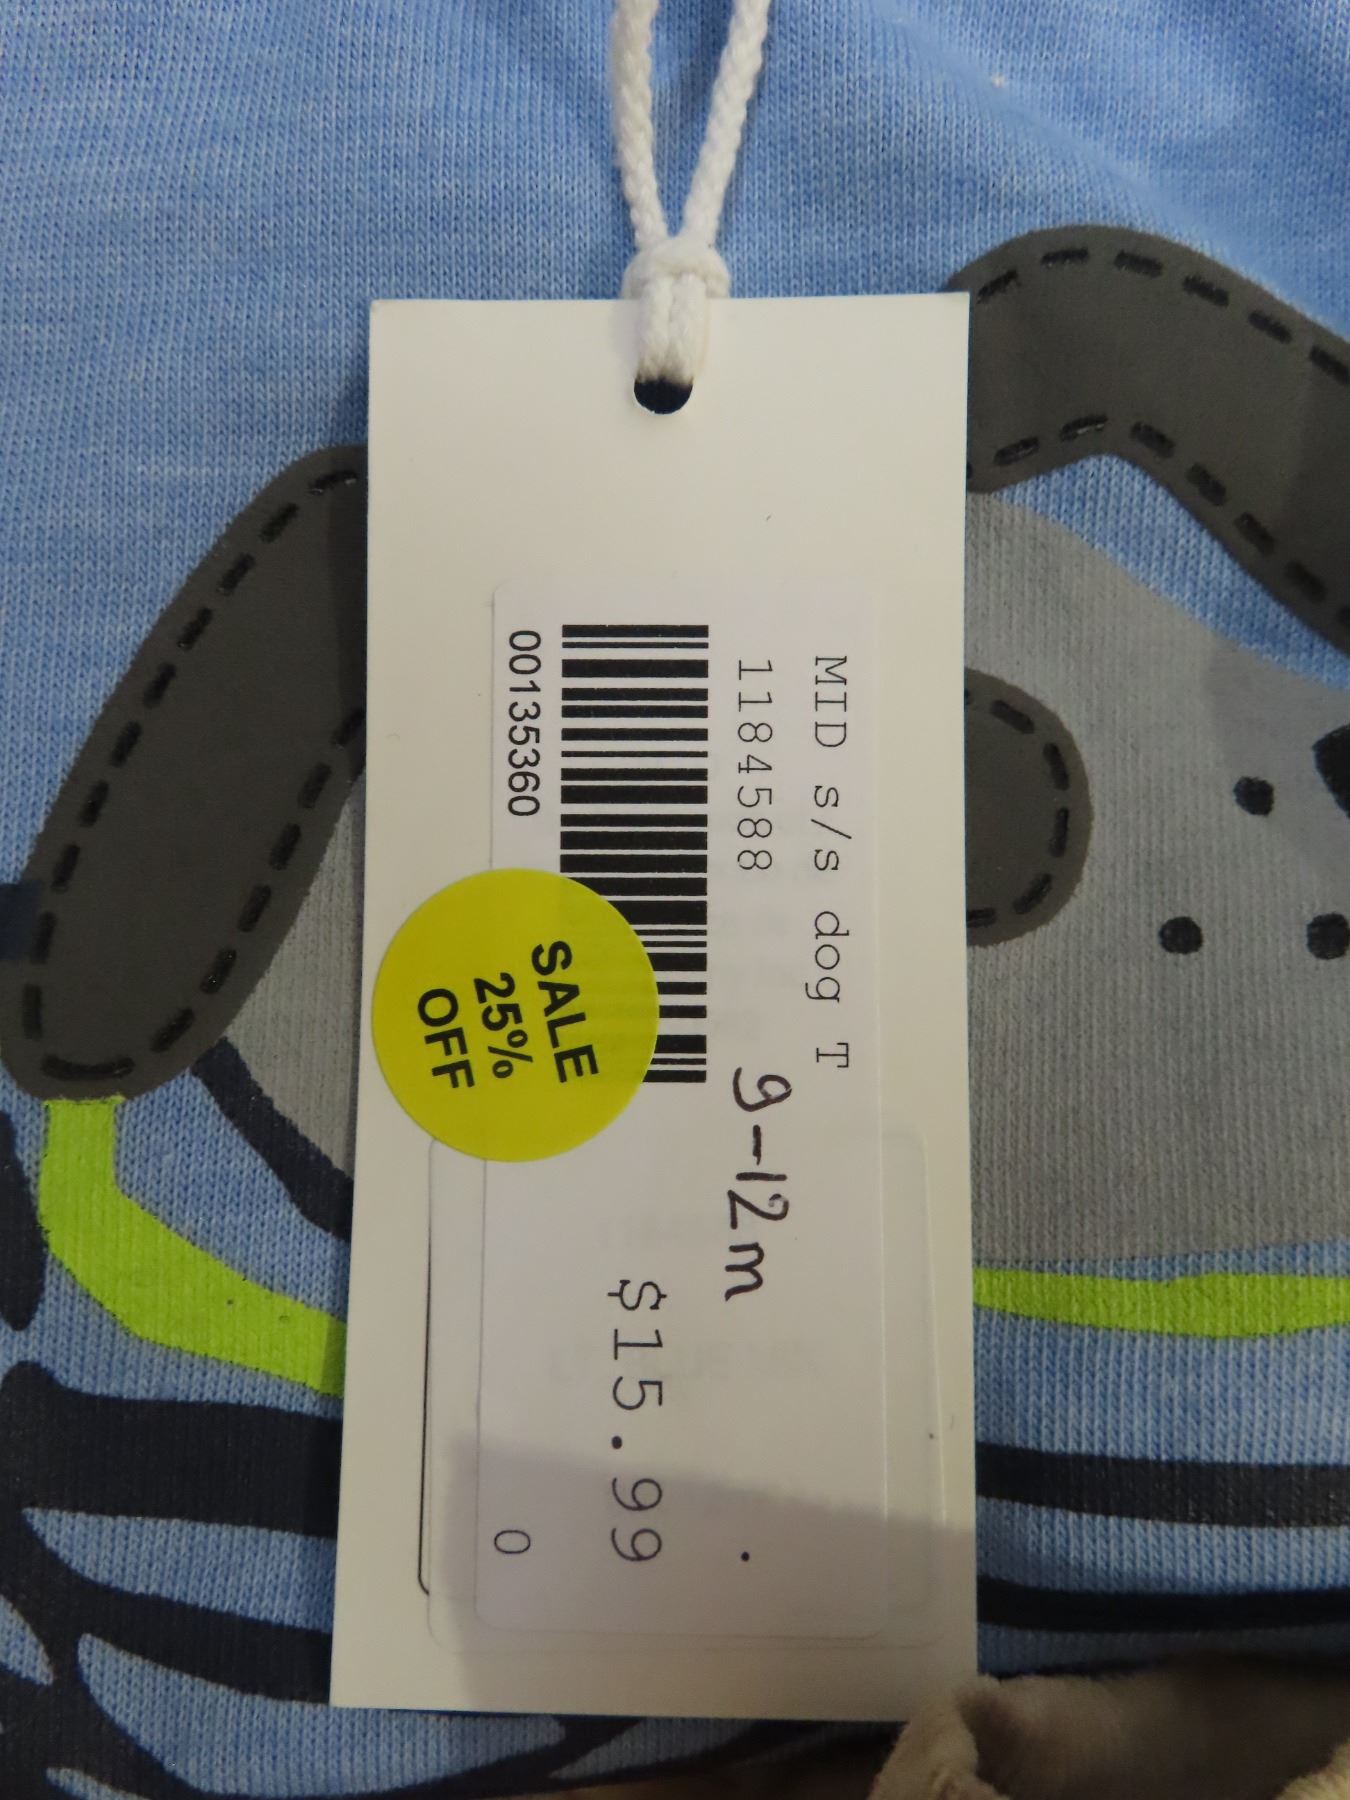 MID s/s dog T
1184588
9-12m
00135360
$15.99
0
SALE
25%
OFF